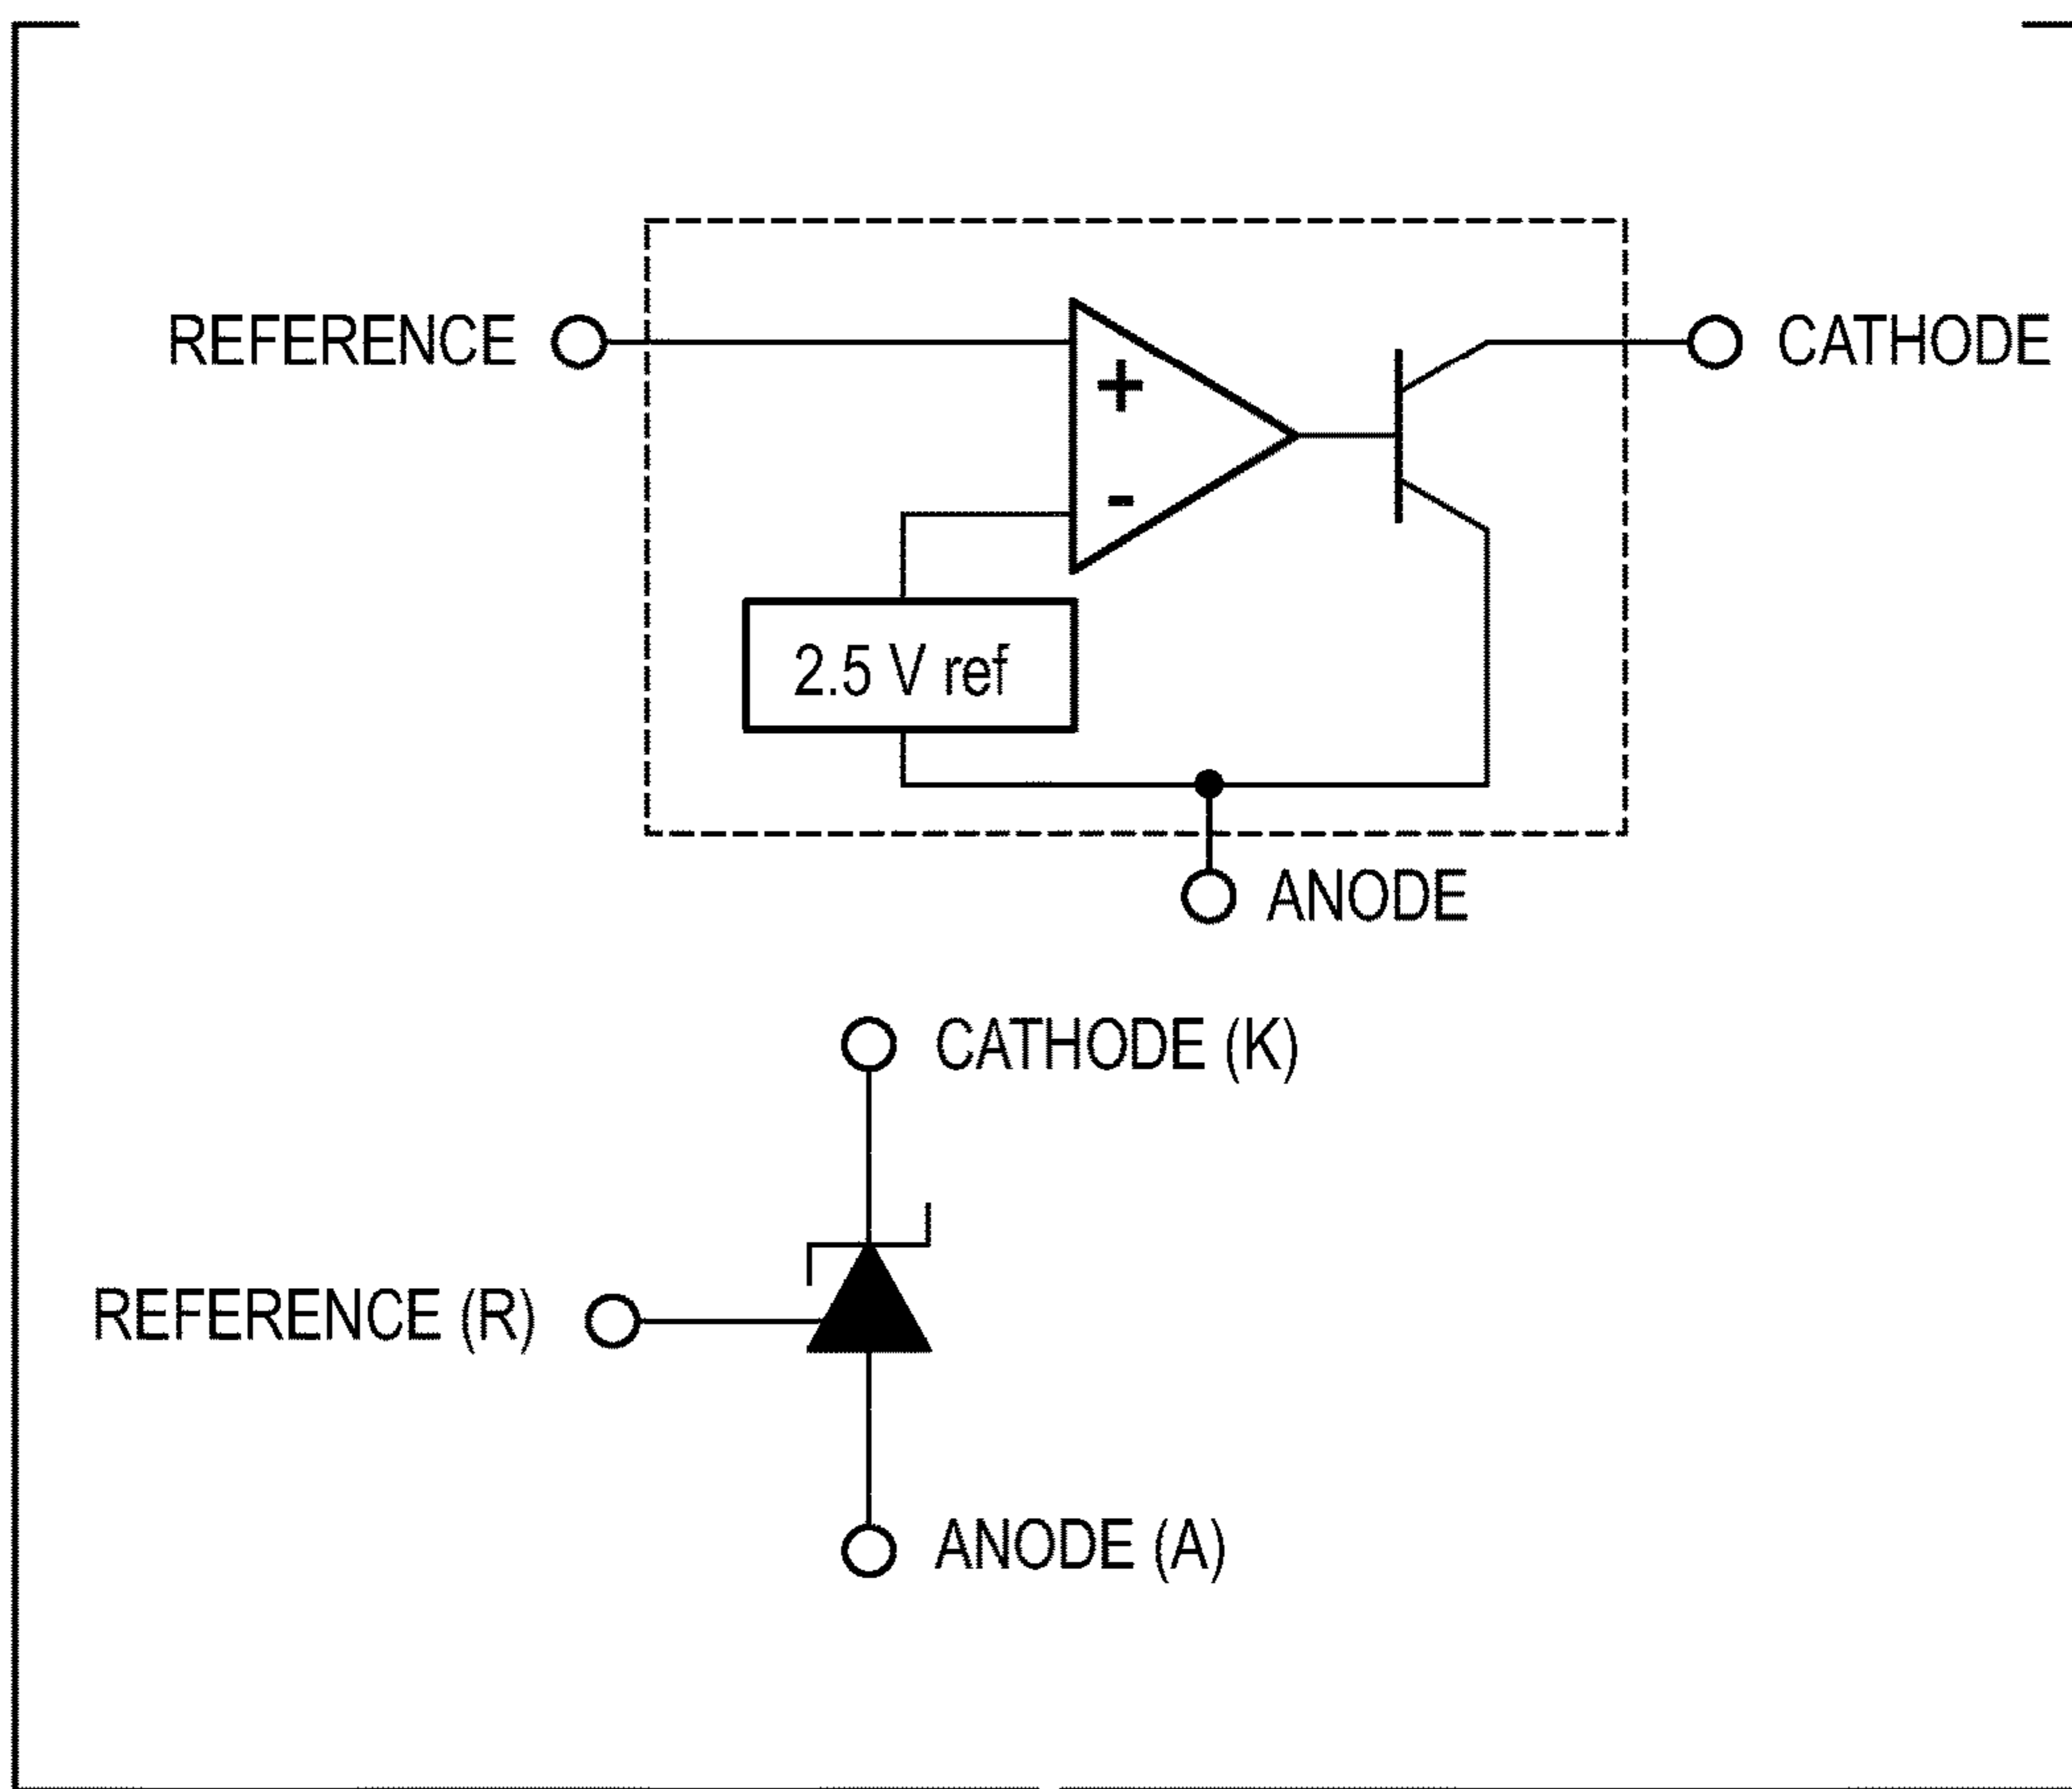 REFERENCE
CATHODE
+
-
2.5 V ref
ANODE
CATHODE (K)
REFERENCE (R)
ANODE (A)